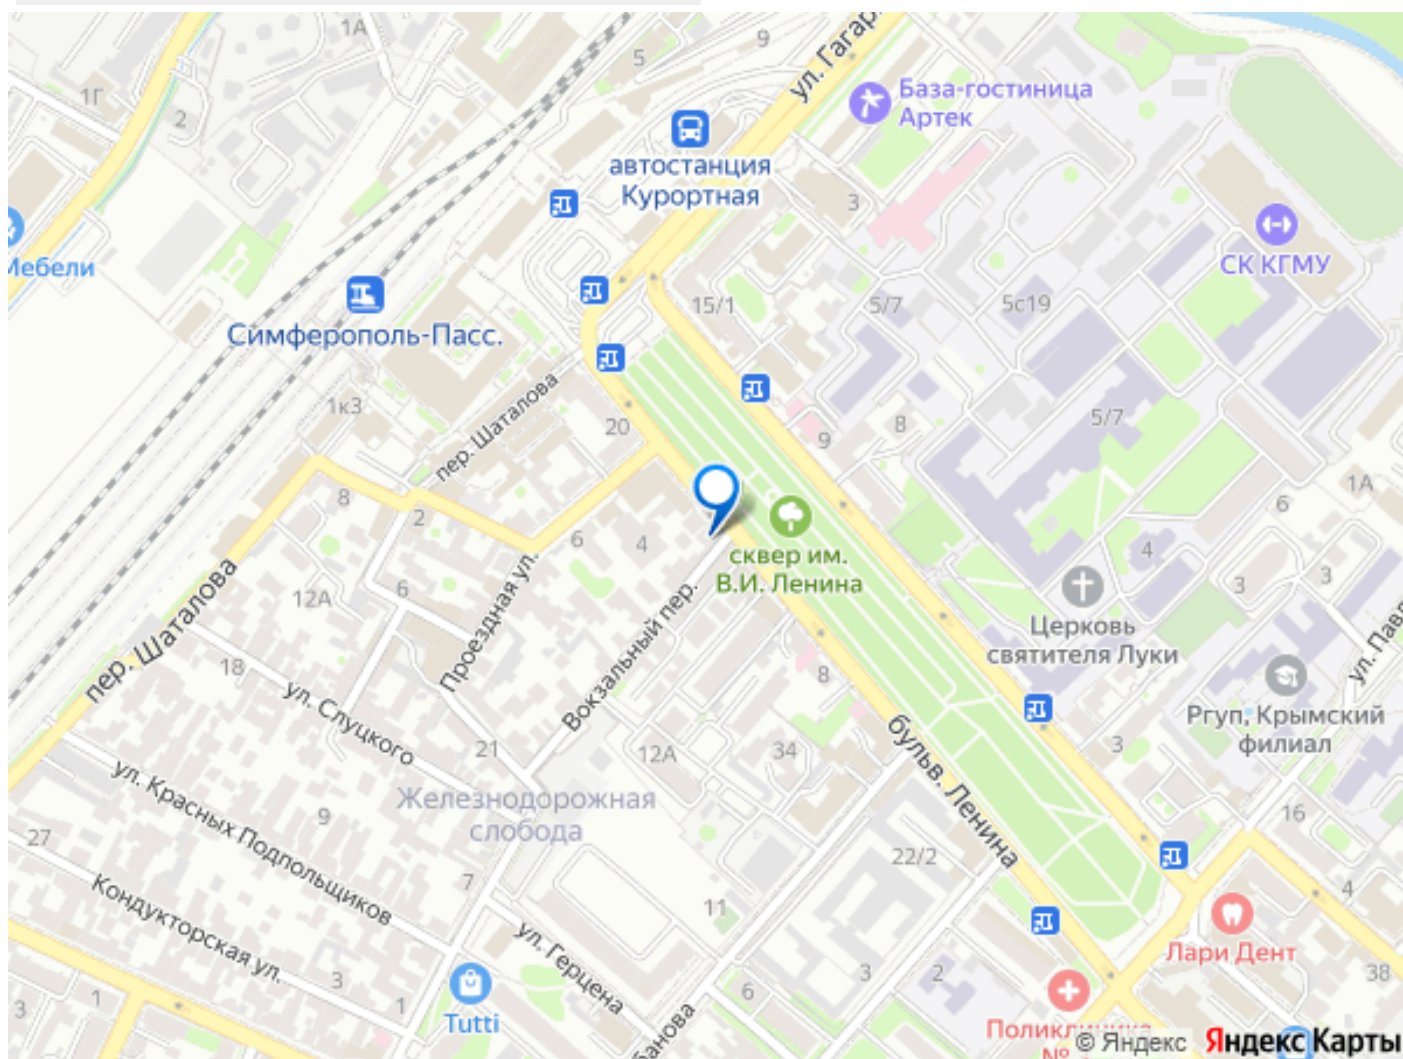 1А
9
5
ул. Гагар
1Г
2
База-гостиница
Артек
автостанция
Курортная
3
СК КГМУ
Мебели
15/1
5/7
5с19
Симферополь-Пасс.
1к3
пер. Шаталова
20
9
8
5/7
8
2
6
4
сквер им.
В.И. Ленина
6
1А
4
3
3
пер. Шаталова
12А
6
Проездная ул.
Вокзальный пер.
Церковь
святителя Луки
18
ул. Слуцкого
8
ул. Павл
Ргуп, Крымский
филиал
21
12А
34
бульв. Ленина
3
ул. Красных Подпольщиков
Железнодорожная
слобода
9
16
27
22/2
Кондукторская ул.
7
11
4
ул. Герцена
Лари Дент
3
1
3
1
Tutti
6
3
2
38
банова
Поликлиника
№
© Яндекс
Яндекс Карты